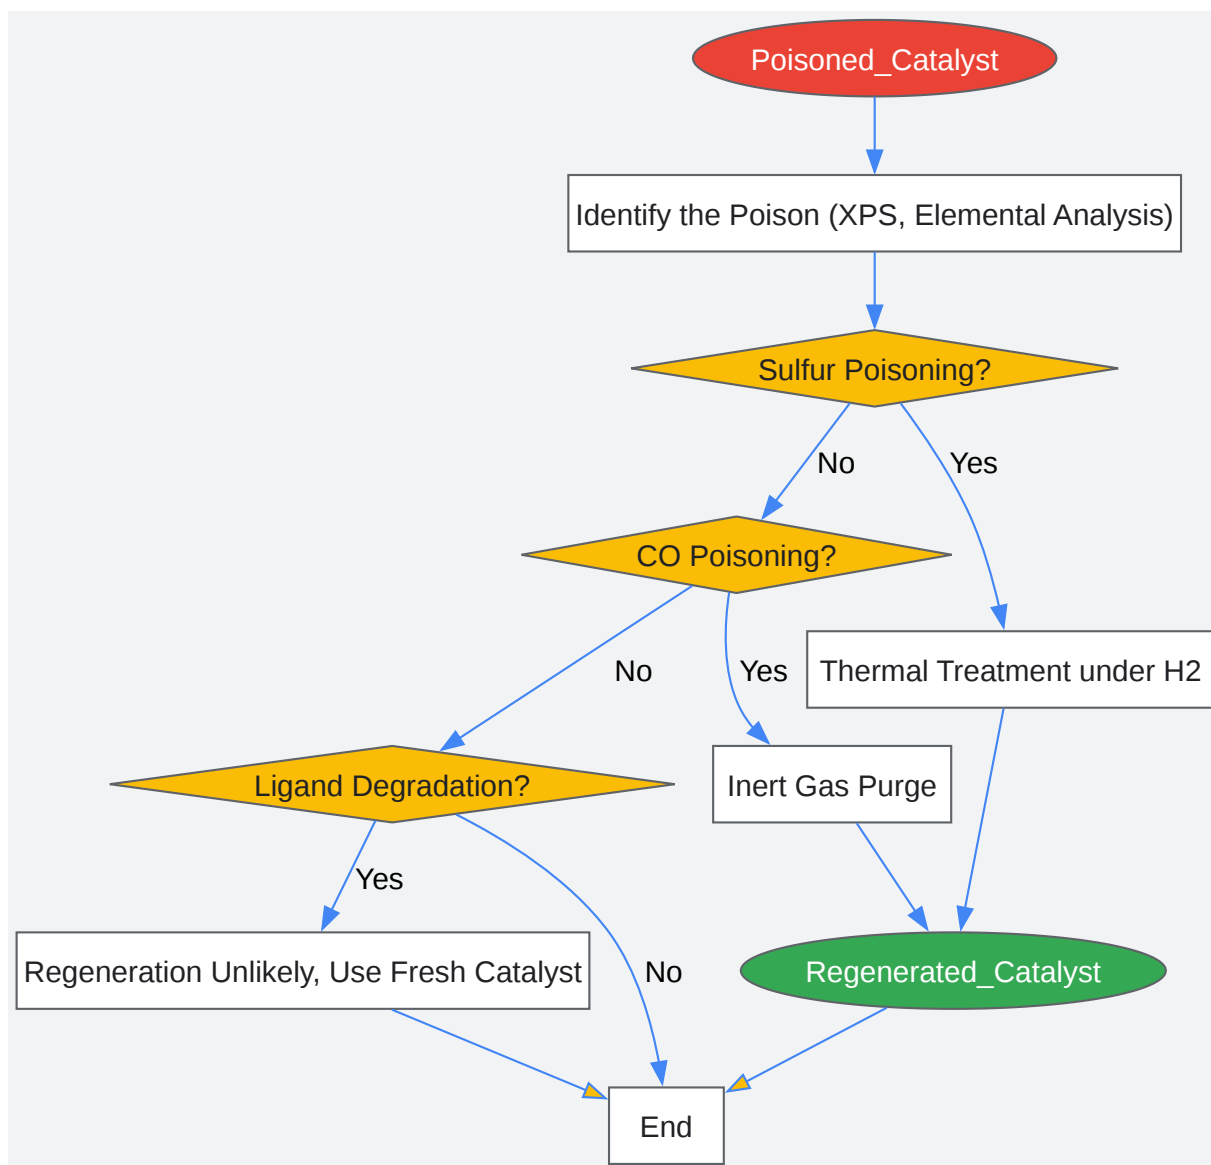 Poisoned_Catalyst
Identify the Poison (XPS, Elemental Analysis)
Sulfur Poisoning?
No
Yes
CO Poisoning?
No
Yes
Thermal Treatment under H2
Ligand Degradation?
Inert Gas Purge
Yes
No
Regeneration Unlikely, Use Fresh Catalyst
Regenerated_Catalyst
End